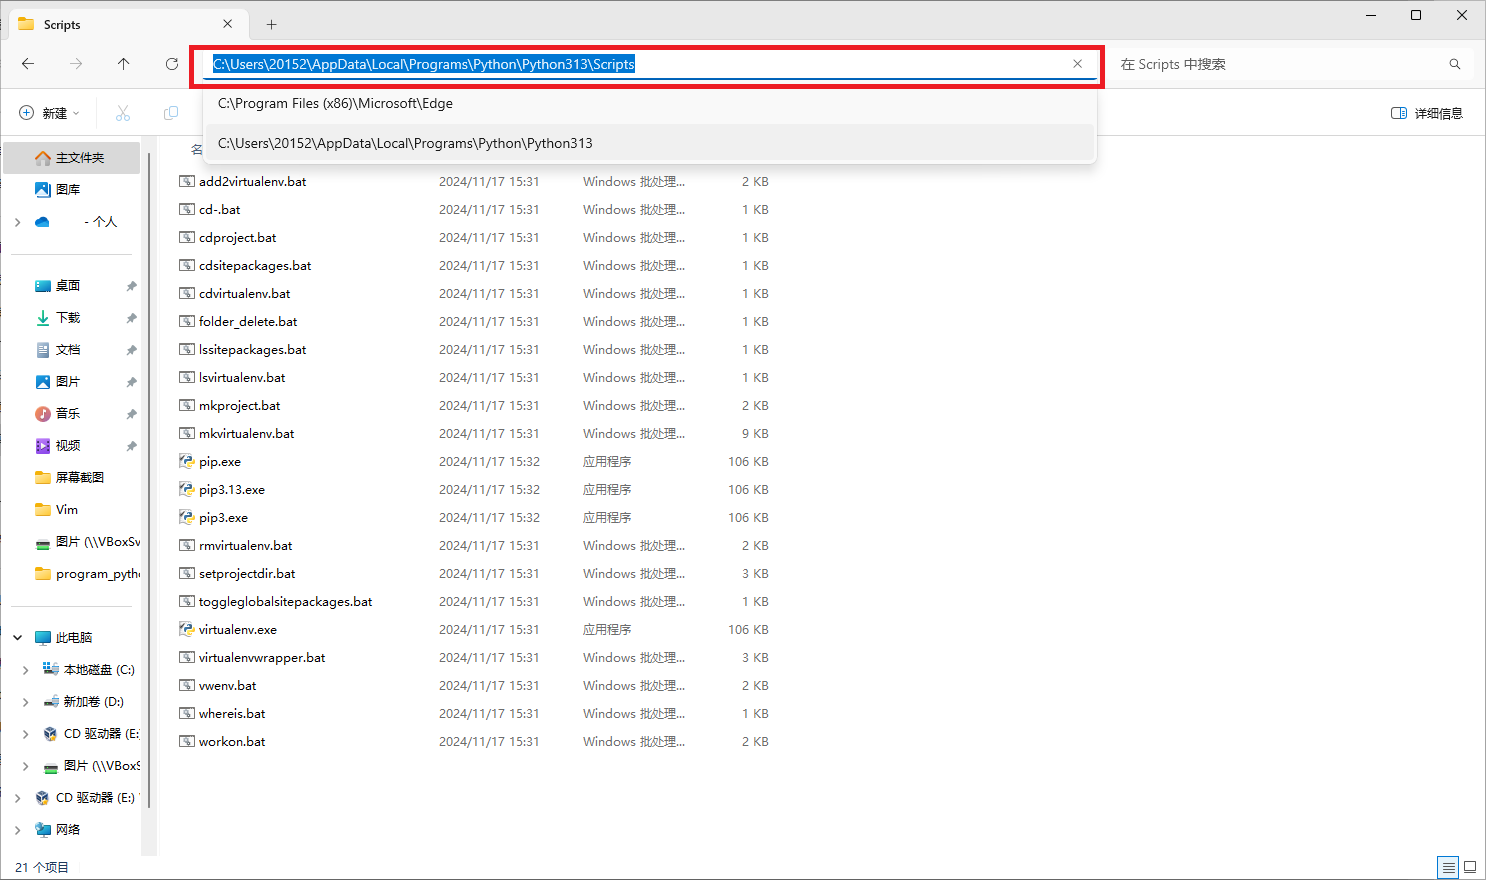 Scripts
C:\Users\20152\AppData\Local\Programs\Python\Python313\Scripts
在 Scripts 中搜索
C:\Program Files (x86)\Microsoft\Edge
C:\Users\20152\AppData\Local\Programs\Python\Python313
新建
详细信息
主文件夹
图库
- 个人
桌面
下载
文档
图片
音乐
视频
屏幕截图
Vim
图片 (\\VBoxSv
program_pytho
此电脑
本地磁盘 (C:)
新加卷 (D:)
CD 驱动器 (E:
图片 (\\VBoxS
CD 驱动器 (E:)
网络
名
add2virtualenv.bat 2024/11/17 15:31 Windows 批处理... 2 KB
cd-.bat 2024/11/17 15:31 Windows 批处理... 1 KB
cdproject.bat 2024/11/17 15:31 Windows 批处理... 1 KB
cdsitepackages.bat 2024/11/17 15:31 Windows 批处理... 1 KB
cdvirtualenv.bat 2024/11/17 15:31 Windows 批处理... 1 KB
folder_delete.bat 2024/11/17 15:31 Windows 批处理... 1 KB
lssitepackages.bat 2024/11/17 15:31 Windows 批处理... 1 KB
lsvirtualenv.bat 2024/11/17 15:31 Windows 批处理... 1 KB
mkproject.bat 2024/11/17 15:31 Windows 批处理... 2 KB
mkvirtualenv.bat 2024/11/17 15:31 Windows 批处理... 9 KB
pip.exe 2024/11/17 15:32 应用程序 106 KB
pip3.13.exe 2024/11/17 15:32 应用程序 106 KB
pip3.exe 2024/11/17 15:32 应用程序 106 KB
rmvirtualenv.bat 2024/11/17 15:31 Windows 批处理... 2 KB
setprojectdir.bat 2024/11/17 15:31 Windows 批处理... 3 KB
toggleglobalsitepackages.bat 2024/11/17 15:31 Windows 批处理... 1 KB
virtualenv.exe 2024/11/17 15:31 应用程序 106 KB
virtualenvwrapper.bat 2024/11/17 15:31 Windows 批处理... 3 KB
vwenv.bat 2024/11/17 15:31 Windows 批处理... 2 KB
whereis.bat 2024/11/17 15:31 Windows 批处理... 1 KB
workon.bat 2024/11/17 15:31 Windows 批处理... 2 KB
21 个项目